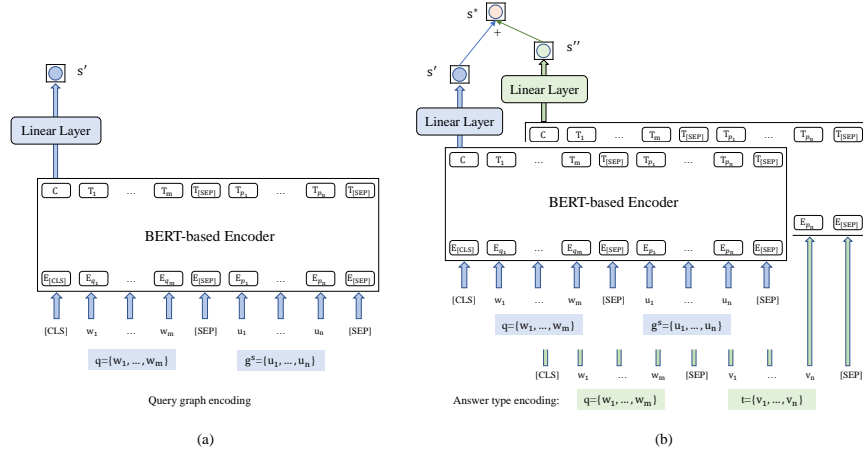 s′
Linear Layer
C T₁ … Tₘ T[SEP] Tₚ₁ … Tₚₙ T[SEP]
BERT-based Encoder
E[CLS] E_q₁ … E_qₘ E[SEP] Eₚ₁ … Eₚₙ E[SEP]
[CLS] w₁ … wₘ [SEP] u₁ … uₙ [SEP]
q={w₁, … , wₘ} gˢ={u₁, … , uₙ}
Query graph encoding
(a)
s*
+
s′′
s′
Linear Layer
Linear Layer
C T₁ … Tₘ T[SEP] Tₚ₁ … Tₚₙ T[SEP]
C T₁ … Tₘ T[SEP] Tₚ₁ … Tₚₙ T[SEP]
BERT-based Encoder
Eₚₙ E[SEP]
E[CLS] E_q₁ … E_qₘ E[SEP] Eₚ₁ … Eₚₙ E[SEP]
[CLS] w₁ … wₘ [SEP] u₁ … uₙ [SEP]
q={w₁, … , wₘ} gˢ={u₁, … , uₙ}
[CLS] w₁ … wₘ [SEP] v₁ … vₙ [SEP]
Answer type encoding: q={w₁, … , wₘ} t={v₁, … , vₙ}
(b)